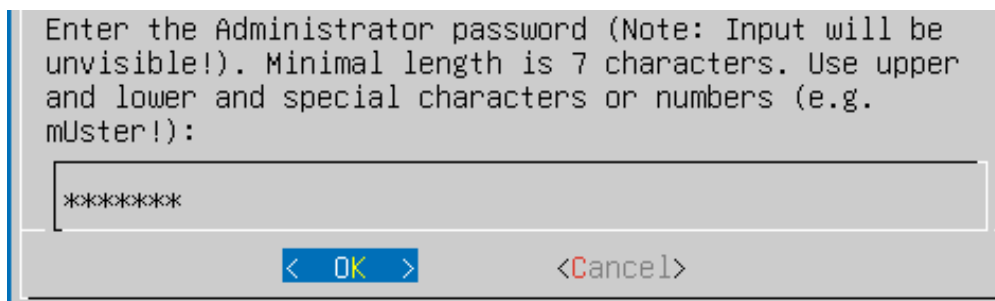 Enter the Administrator password (Note: Input will be
unvisible!). Minimal length is 7 characters. Use upper
and lower and special characters or numbers (e.g.
mUster!):
*******
< OK > <Cancel>